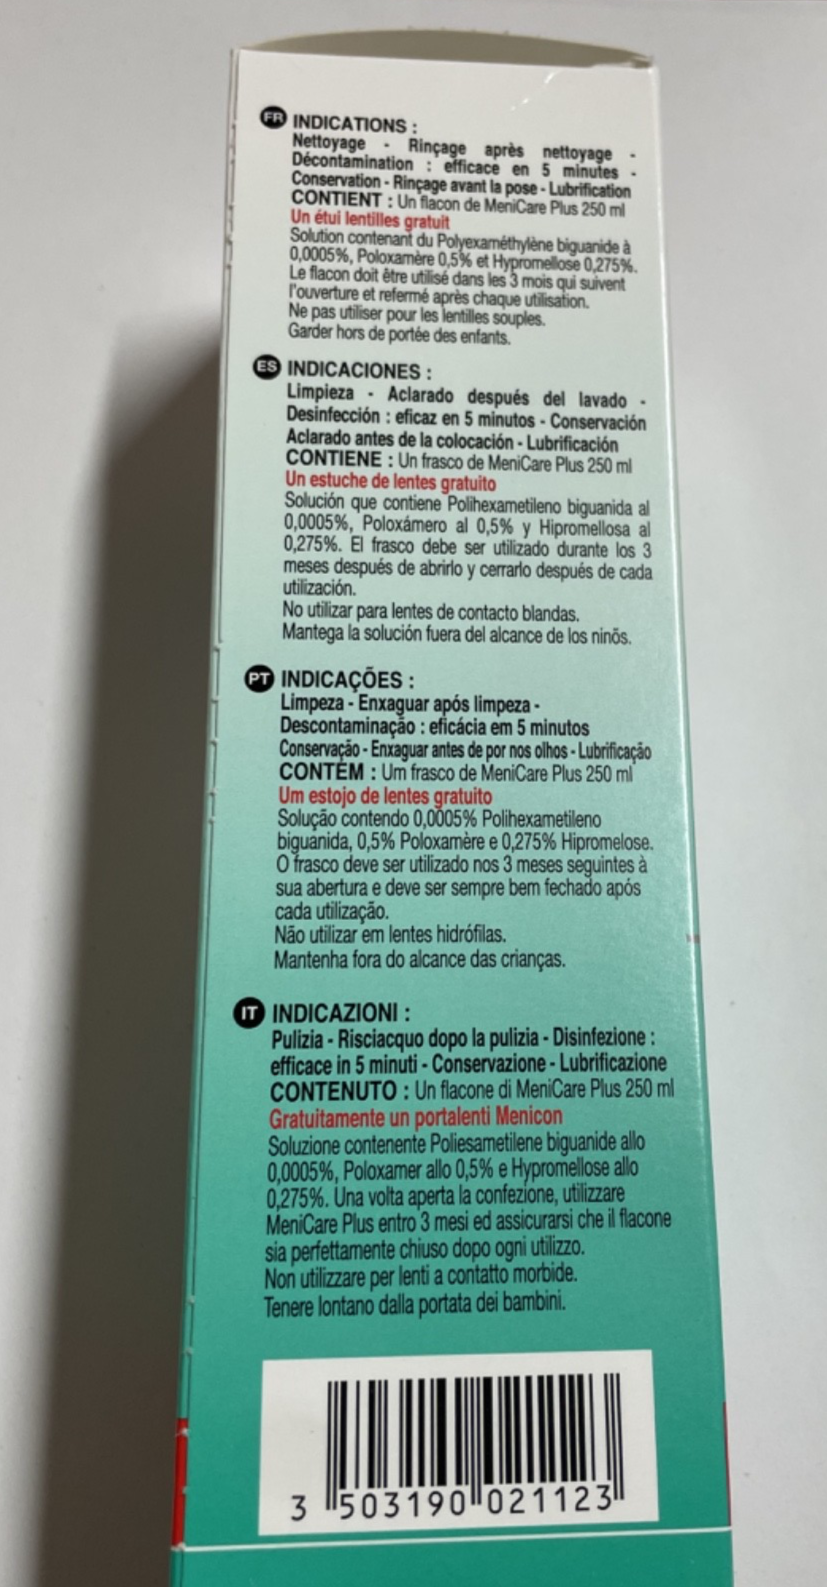 FR INDICATIONS :
Nettoyage - Rinçage après nettoyage -
Décontamination : efficace en 5 minutes -
Conservation - Rinçage avant la pose - Lubrification
CONTIENT : Un flacon de MeniCare Plus 250 ml
Un étui lentilles gratuit
Solution contenant du Polyexaméthylène biguanide à
0,0005%, Poloxamère 0,5% et Hypromellose 0,275%.
Le flacon doit être utilisé dans les 3 mois qui suivent
l'ouverture et refermé après chaque utilisation.
Ne pas utiliser pour les lentilles souples.
Garder hors de portée des enfants.
ES INDICACIONES :
Limpieza - Aclarado después del lavado -
Desinfección : eficaz en 5 minutos - Conservación
Aclarado antes de la colocación - Lubrificación
CONTIENE : Un frasco de MeniCare Plus 250 ml
Un estuche de lentes gratuito
Solución que contiene Polihexametileno biguanida al
0,0005%, Poloxámero al 0,5% y Hipromellosa al
0,275%. El frasco debe ser utilizado durante los 3
meses después de abrirlo y cerrarlo después de cada
utilización.
No utilizar para lentes de contacto blandas.
Mantega la solución fuera del alcance de los ninõs.
PT INDICAÇÕES :
Limpeza - Enxaguar após limpeza -
Descontaminação : eficácia em 5 minutos
Conservação - Enxaguar antes de por nos olhos - Lubrificação
CONTÉM : Um frasco de MeniCare Plus 250 ml
Um estojo de lentes gratuito
Solução contendo 0,0005% Polihexametileno
biguanida, 0,5% Poloxamère e 0,275% Hipromelose.
O frasco deve ser utilizado nos 3 meses seguintes à
sua abertura e deve ser sempre bem fechado após
cada utilização.
Não utilizar em lentes hidrófilas.
Mantenha fora do alcance das crianças.
IT INDICAZIONI :
Pulizia - Risciacquo dopo la pulizia - Disinfezione :
efficace in 5 minuti - Conservazione - Lubrificazione
CONTENUTO : Un flacone di MeniCare Plus 250 ml
Gratuitamente un portalenti Menicon
Soluzione contenente Poliesametilene biguanide allo
0,0005%, Poloxamer allo 0,5% e Hypromellose allo
0,275%. Una volta aperta la confezione, utilizzare
MeniCare Plus entro 3 mesi ed assicurarsi che il flacone
sia perfettamente chiuso dopo ogni utilizzo.
Non utilizzare per lenti a contatto morbide.
Tenere lontano dalla portata dei bambini.
3 503190 021123